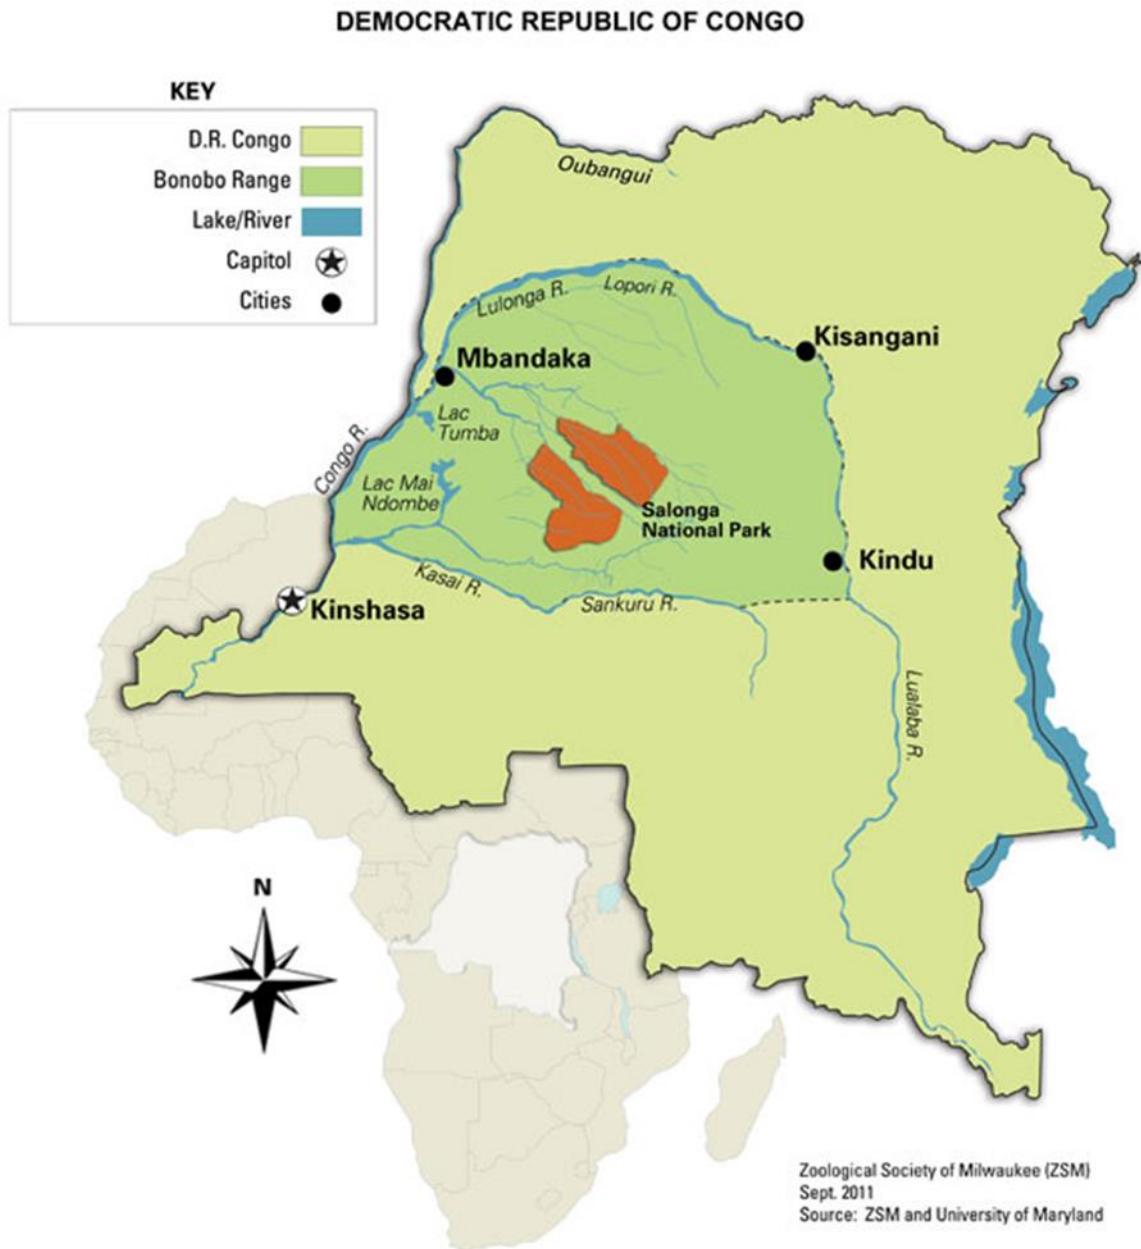 DEMOCRATIC REPUBLIC OF CONGO
KEY
D.R. Congo
Bonobo Range
Lake/River
Capitol
Cities
Oubangui
Lulonga R.
Lopori R.
Kisangani
Mbandaka
Lac
Tumba
Congo R.
Lac Mai
Ndombe
Salonga
National Park
Kindu
Kasai R.
Sankuru R.
Kinshasa
Lualaba R.
N
Zoological Society of Milwaukee (ZSM)
Sept. 2011
Source: ZSM and University of Maryland